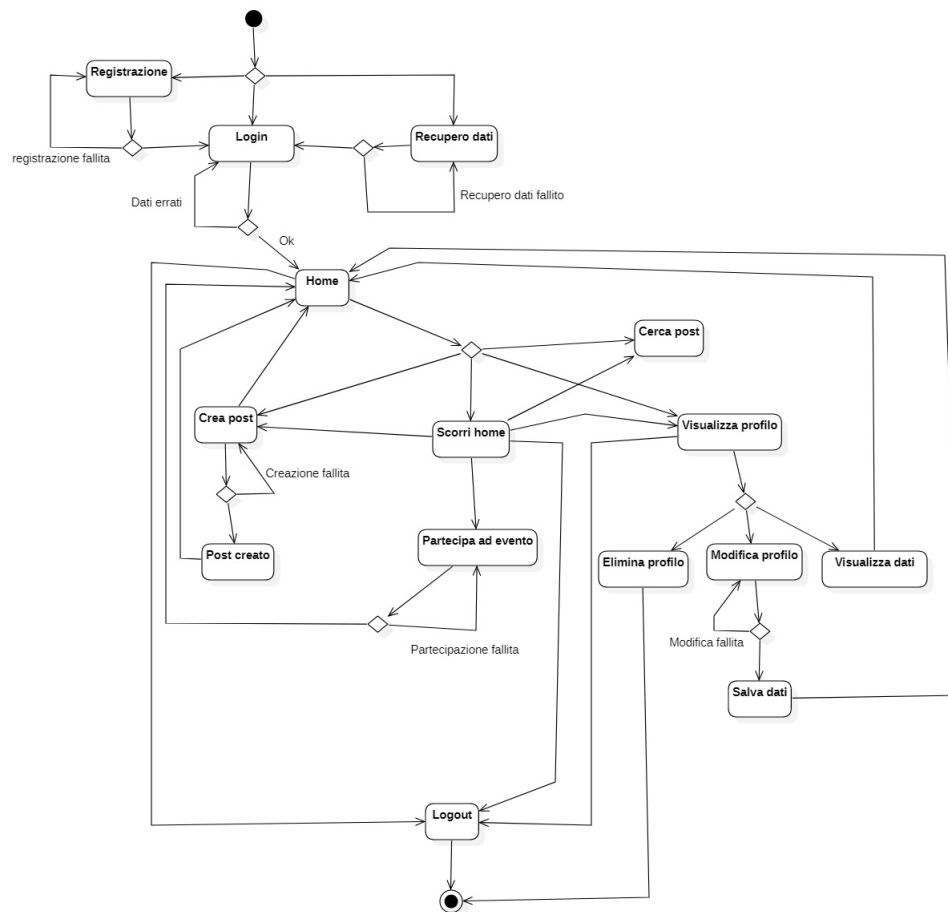 Registrazione
Login
Recupero dati
registrazione fallita
Dati errati
Recupero dati fallito
Ok
Home
Cerca post
Crea post
Scorri home
Visualizza profilo
Creazione fallita
Post creato
Partecipa ad evento
Elimina profilo
Modifica profilo
Visualizza dati
Partecipazione fallita
Modifica fallita
Salva dati
Logout